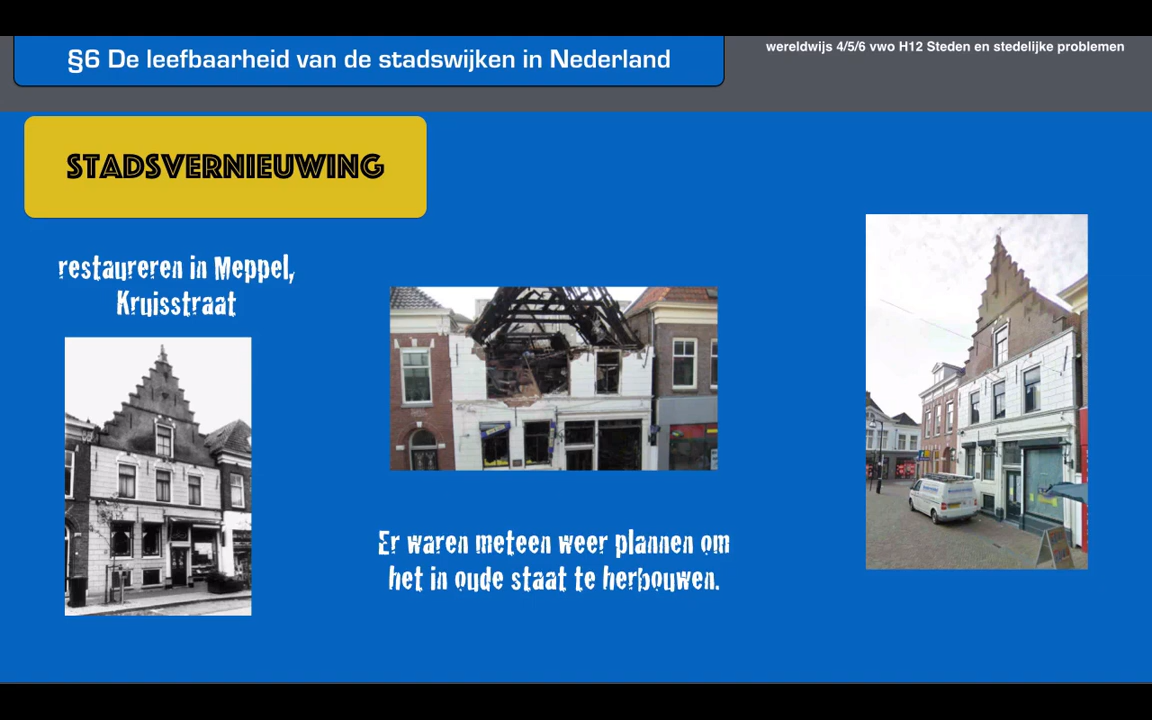 §6 De leefbaarheid van de stadswijken in Nederland
wereldwijs 4/5/6 vwo H12 Steden en stedelijke problemen
STADSVERNIEUWING
restaureren in Meppel,
Kruisstraat
Er waren meteen weer plannen om
het in oude staat te herbouwen.